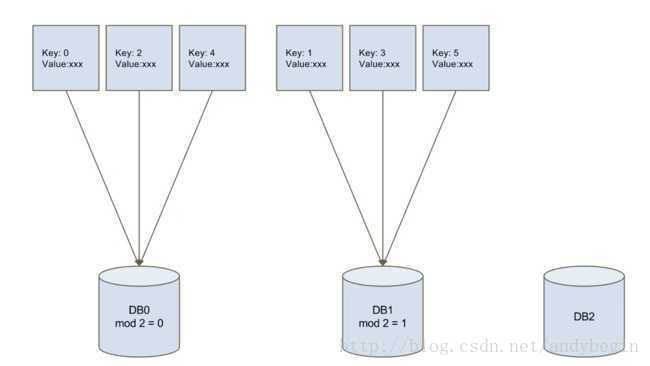 Key: 0
Value:xxx
Key: 2
Value:xxx
Key: 4
Value:xxx
Key: 1
Value:xxx
Key: 3
Value:xxx
Key: 5
Value:xxx
DB0
mod 2 = 0
DB1
mod 2 = 1
DB2
http://blog.csdn.net/andybegin